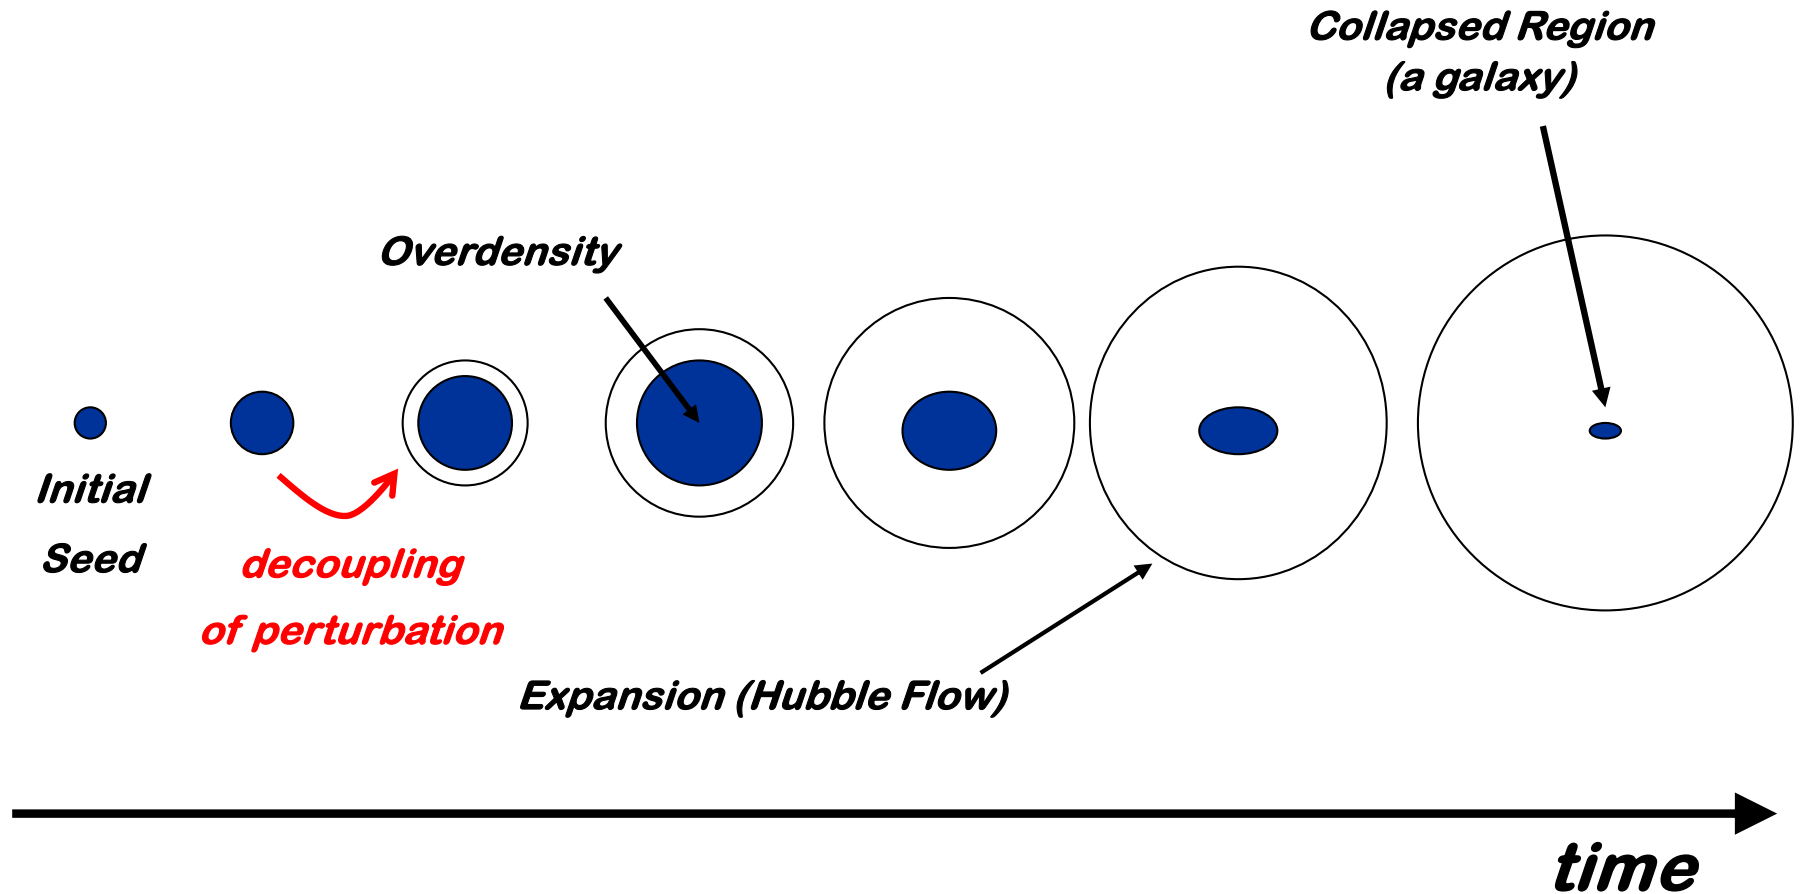 Collapsed Region
(a galaxy)
Overdensity
Initial
Seed
decoupling
of perturbation
Expansion (Hubble Flow)
time